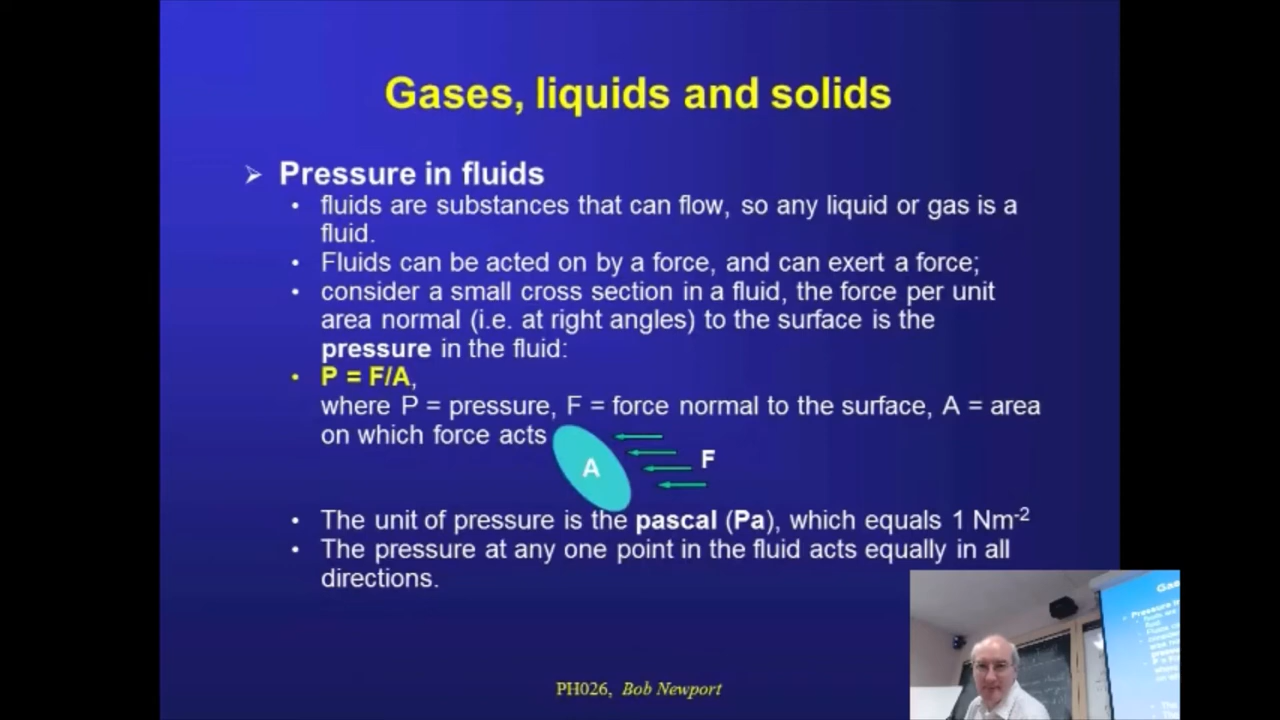 Gases, liquids and solids
➢ Pressure in fluids
• fluids are substances that can flow, so any liquid or gas is a
fluid.
• Fluids can be acted on by a force, and can exert a force;
• consider a small cross section in a fluid, the force per unit
area normal (i.e. at right angles) to the surface is the
pressure in the fluid:
• P = F/A,
where P = pressure, F = force normal to the surface, A = area
on which force acts
A
F
• The unit of pressure is the pascal (Pa), which equals 1 Nm⁻²
• The pressure at any one point in the fluid acts equally in all
directions.
PH026, Bob Newport
Gas
Pressure in